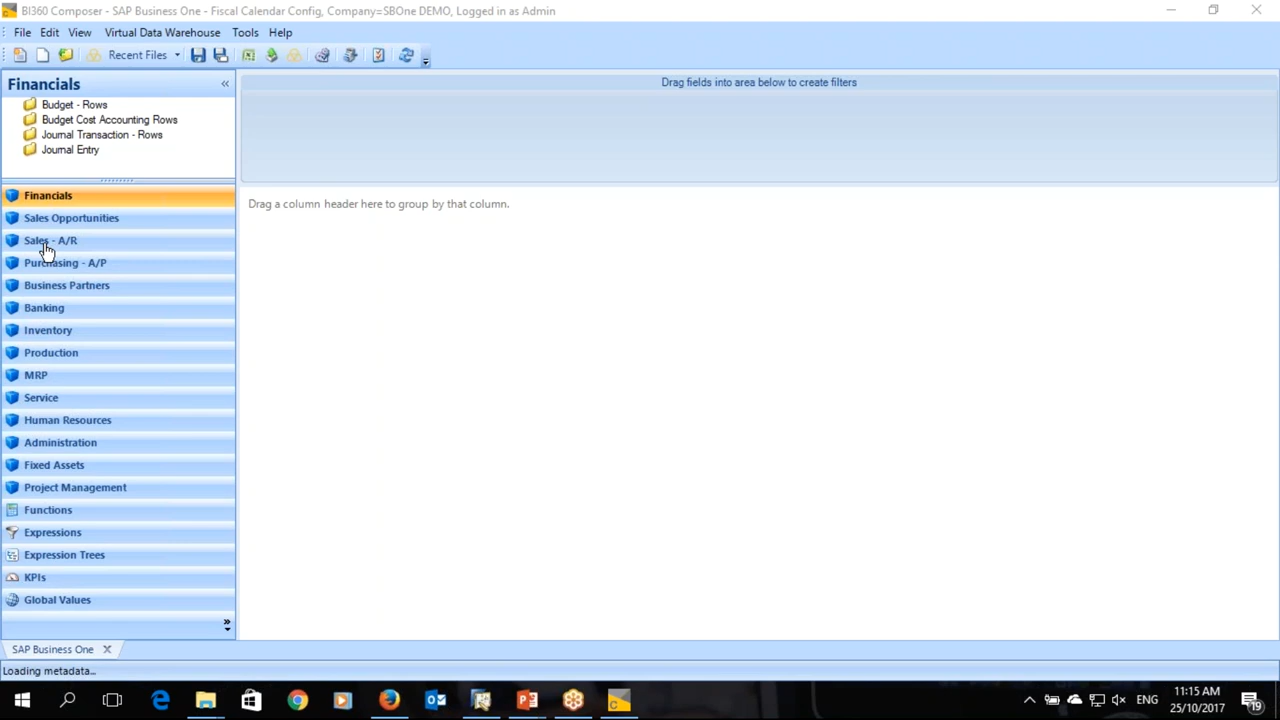 BI360 Composer - SAP Business One - Fiscal Calendar Config, Company=SBOne DEMO, Logged in as Admin
File Edit View Virtual Data Warehouse Tools Help
Recent Files
Financials
Drag fields into area below to create filters
Budget - Rows
Budget Cost Accounting Rows
Journal Transaction - Rows
Journal Entry
Financials
Drag a column header here to group by that column.
Sales Opportunities
Sales - A/R
Purchasing - A/P
Business Partners
Banking
Inventory
Production
MRP
Service
Human Resources
Administration
Fixed Assets
Project Management
Functions
Expressions
Expression Trees
KPIs
Global Values
SAP Business One
Loading metadata...
ENG
11:15 AM
25/10/2017
19